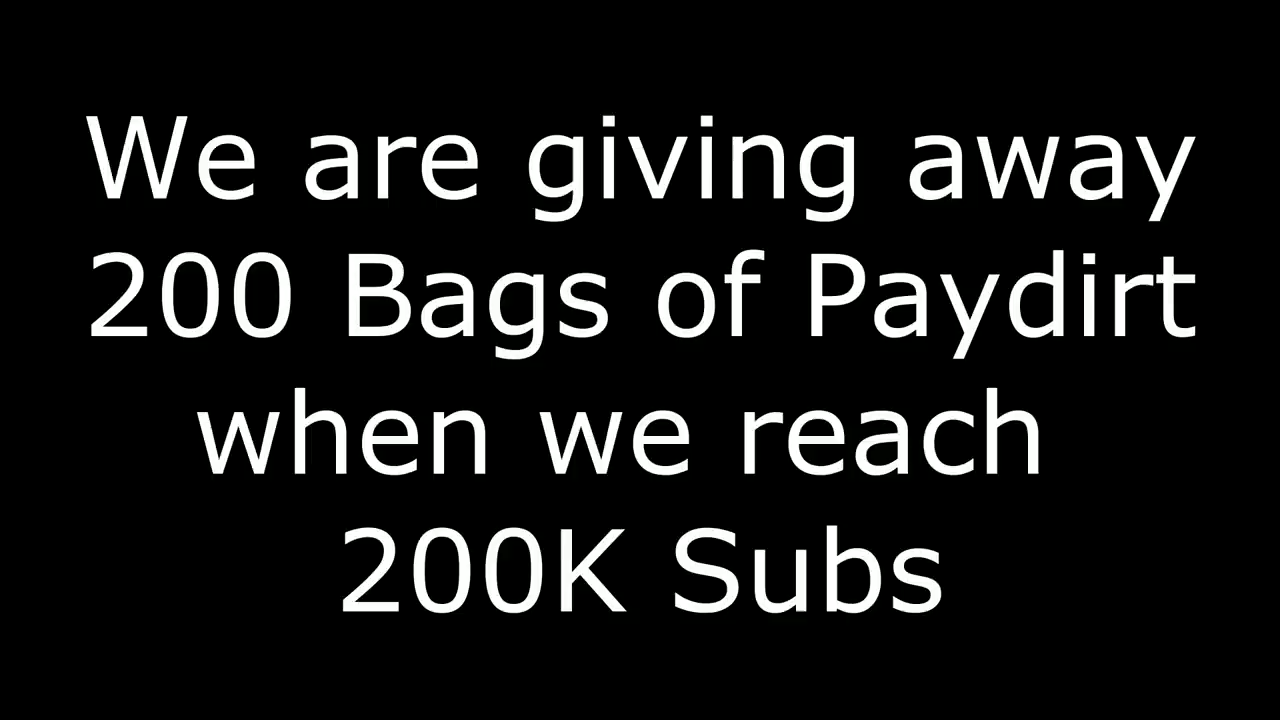 We are giving away
200 Bags of Paydirt
when we reach
200K Subs